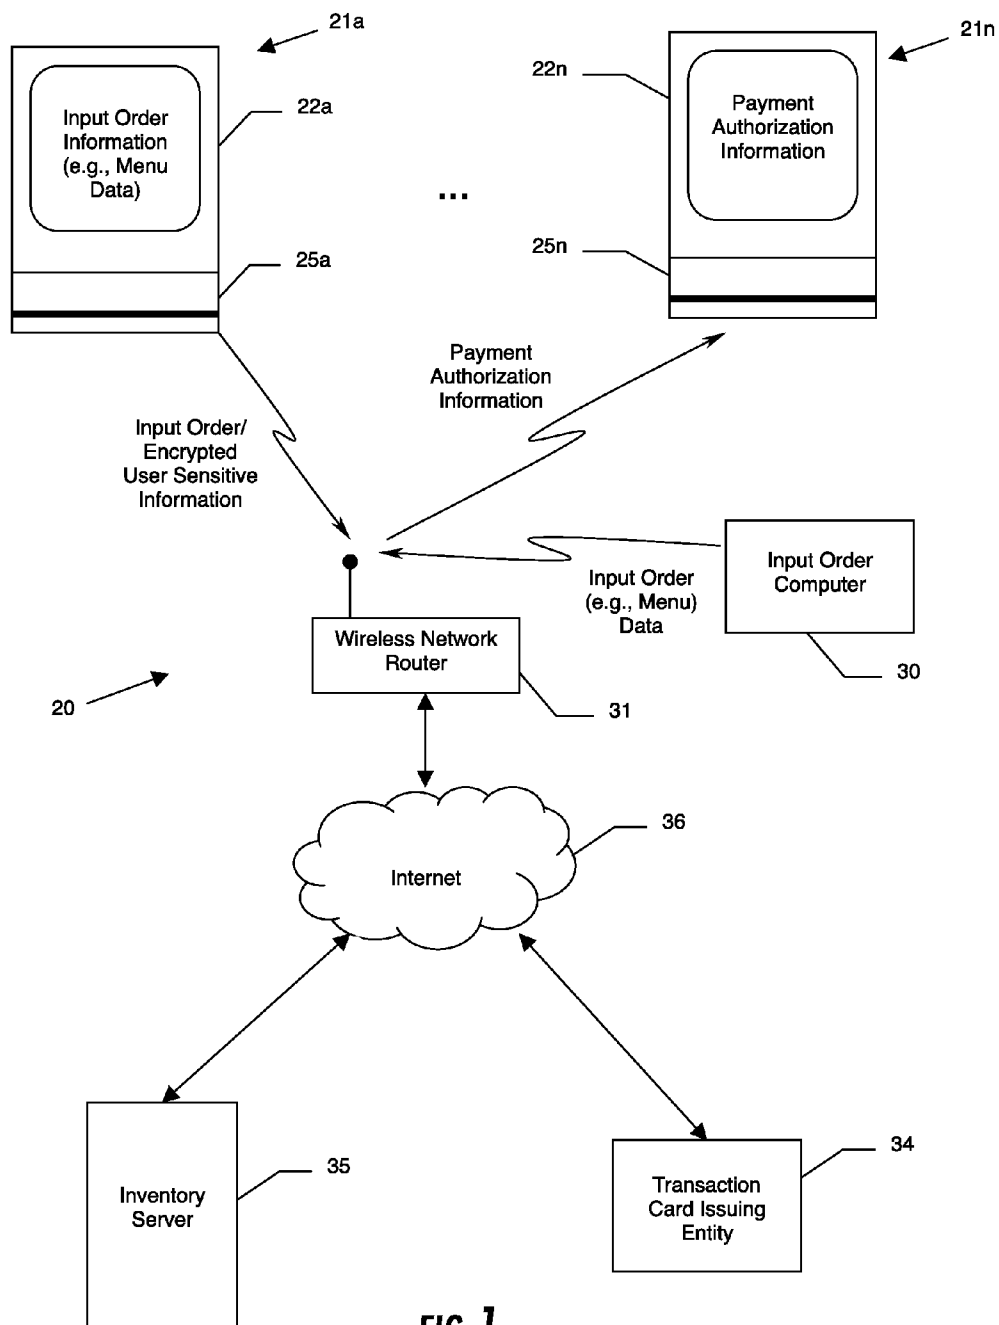 21a
21n
22a
22n
Input Order
Information
(e.g., Menu
Data)
Payment
Authorization
Information
...
25a
25n
Payment
Authorization
Information
Input Order/
Encrypted
User Sensitive
Information
Input Order
Computer
Input Order
(e.g., Menu)
Data
30
Wireless Network
Router
20
31
36
Internet
34
35
Inventory
Server
Transaction
Card Issuing
Entity
FIG. 1